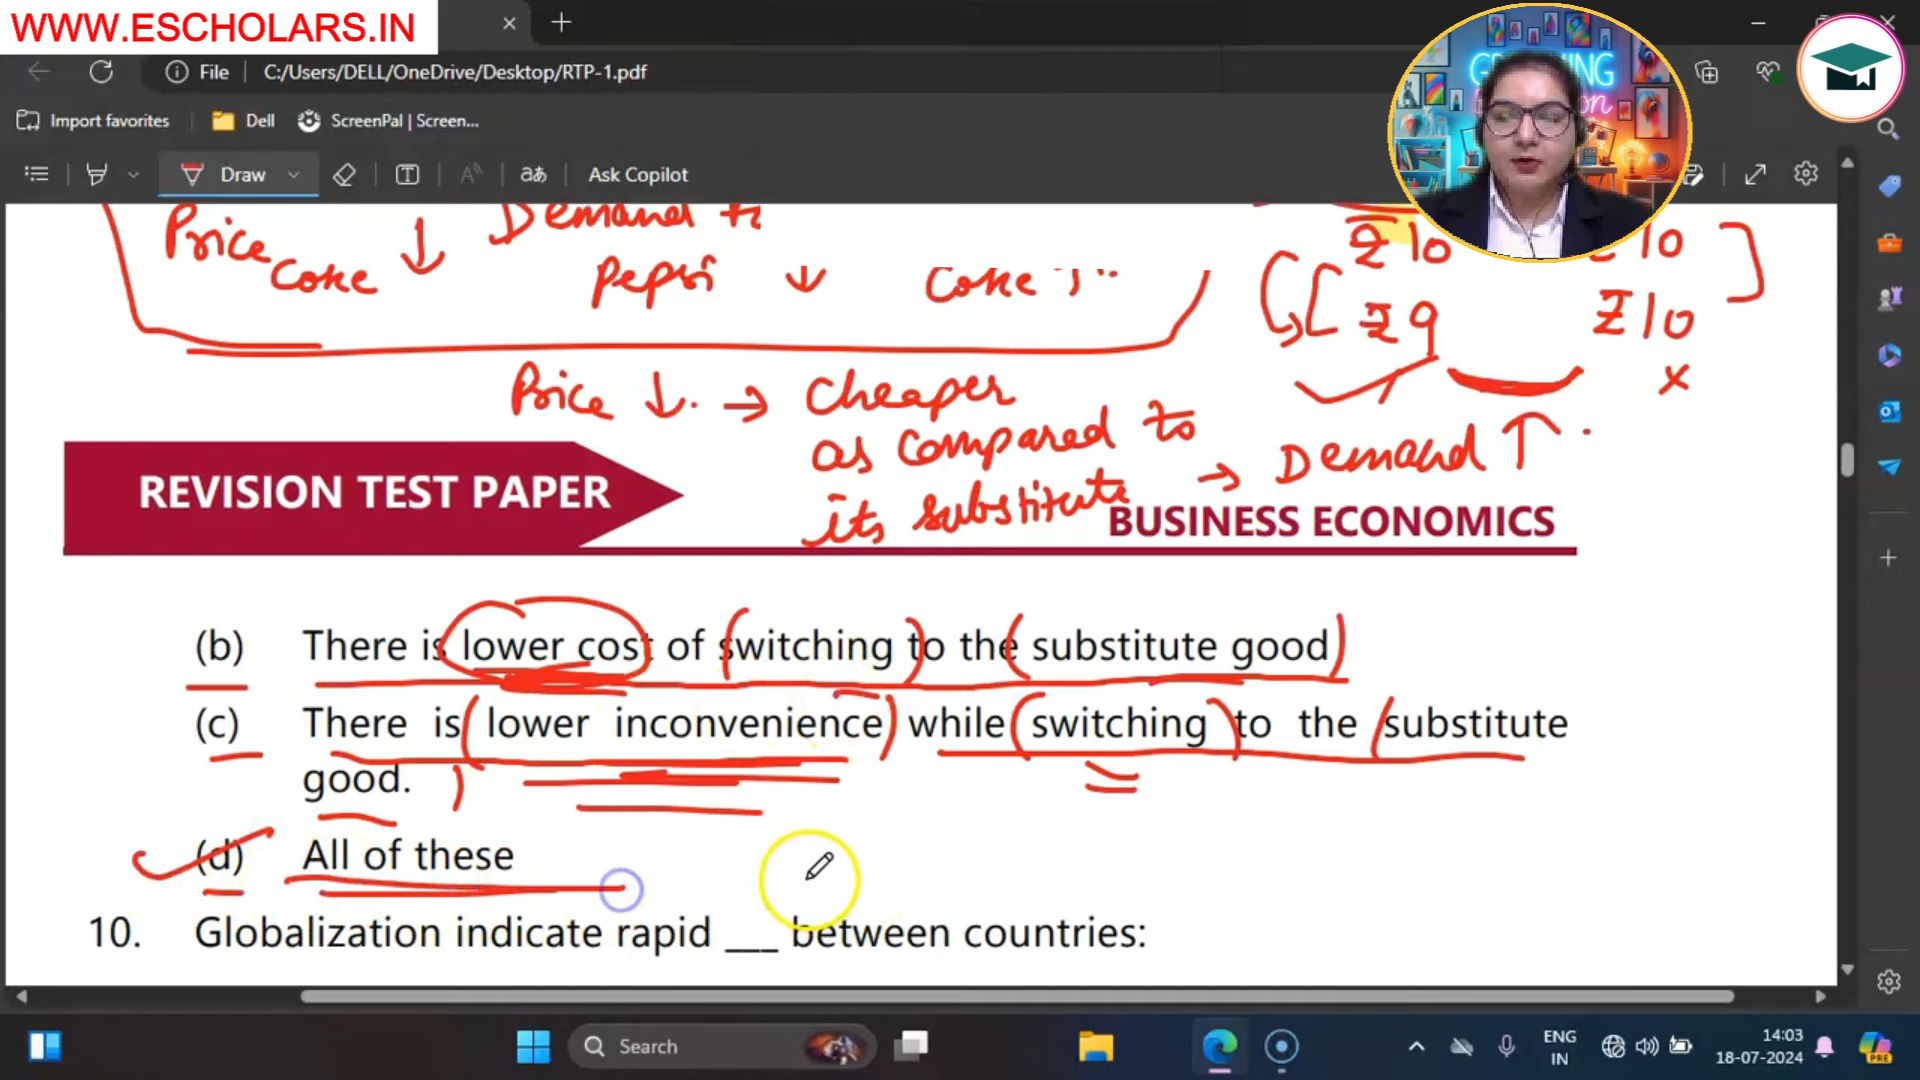 WWW.ESCHOLARS.IN
File C:/Users/DELL/OneDrive/Desktop/RTP-1.pdf
Import favorites Dell ScreenPal | Screen...
Draw Ask Copilot
Price Demand
Coke Pepsi Coke
₹10 10
₹9 ₹10
Price ↓. → Cheaper
as compared to
its substitute → Demand ↑.
REVISION TEST PAPER
BUSINESS ECONOMICS
(b) There is lower cost of switching to the substitute good
(c) There is lower inconvenience while switching to the substitute
good.
(d) All of these
10. Globalization indicate rapid ___ between countries:
Search
ENG
IN
14:03
18-07-2024
PRE